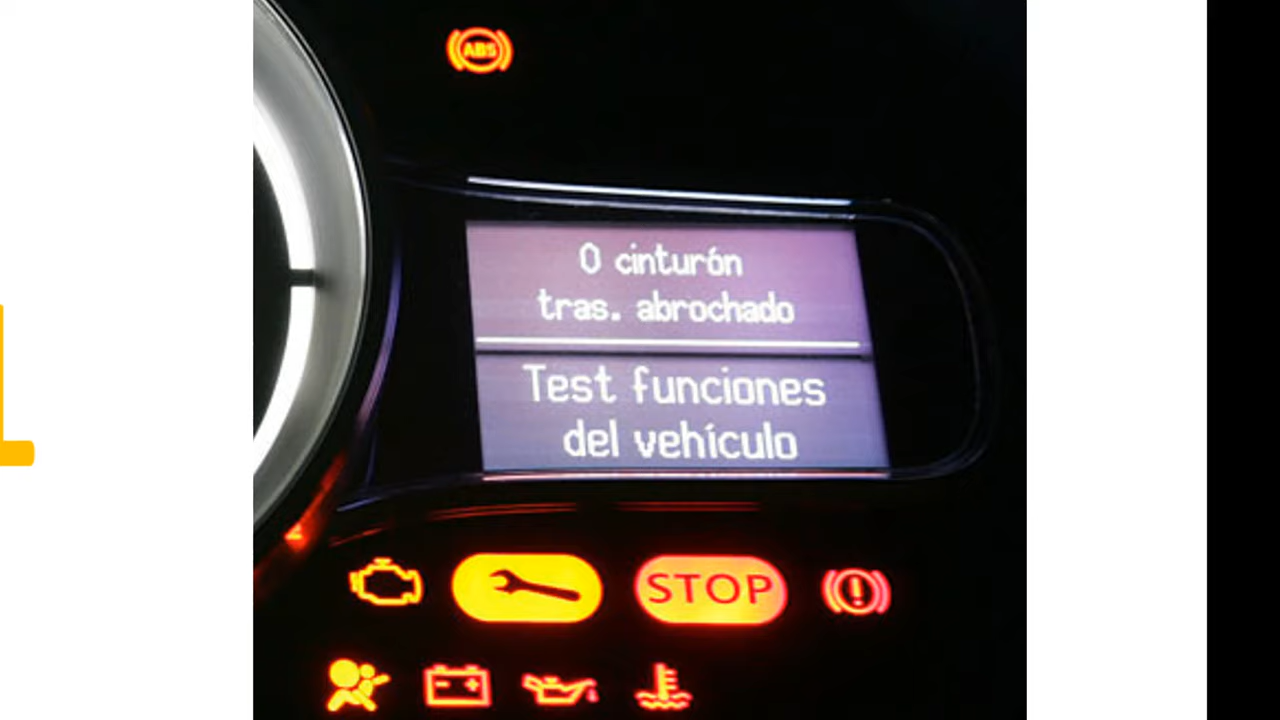 ABS
0 cinturón
tras. abrochado
Test funciones
del vehículo
STOP